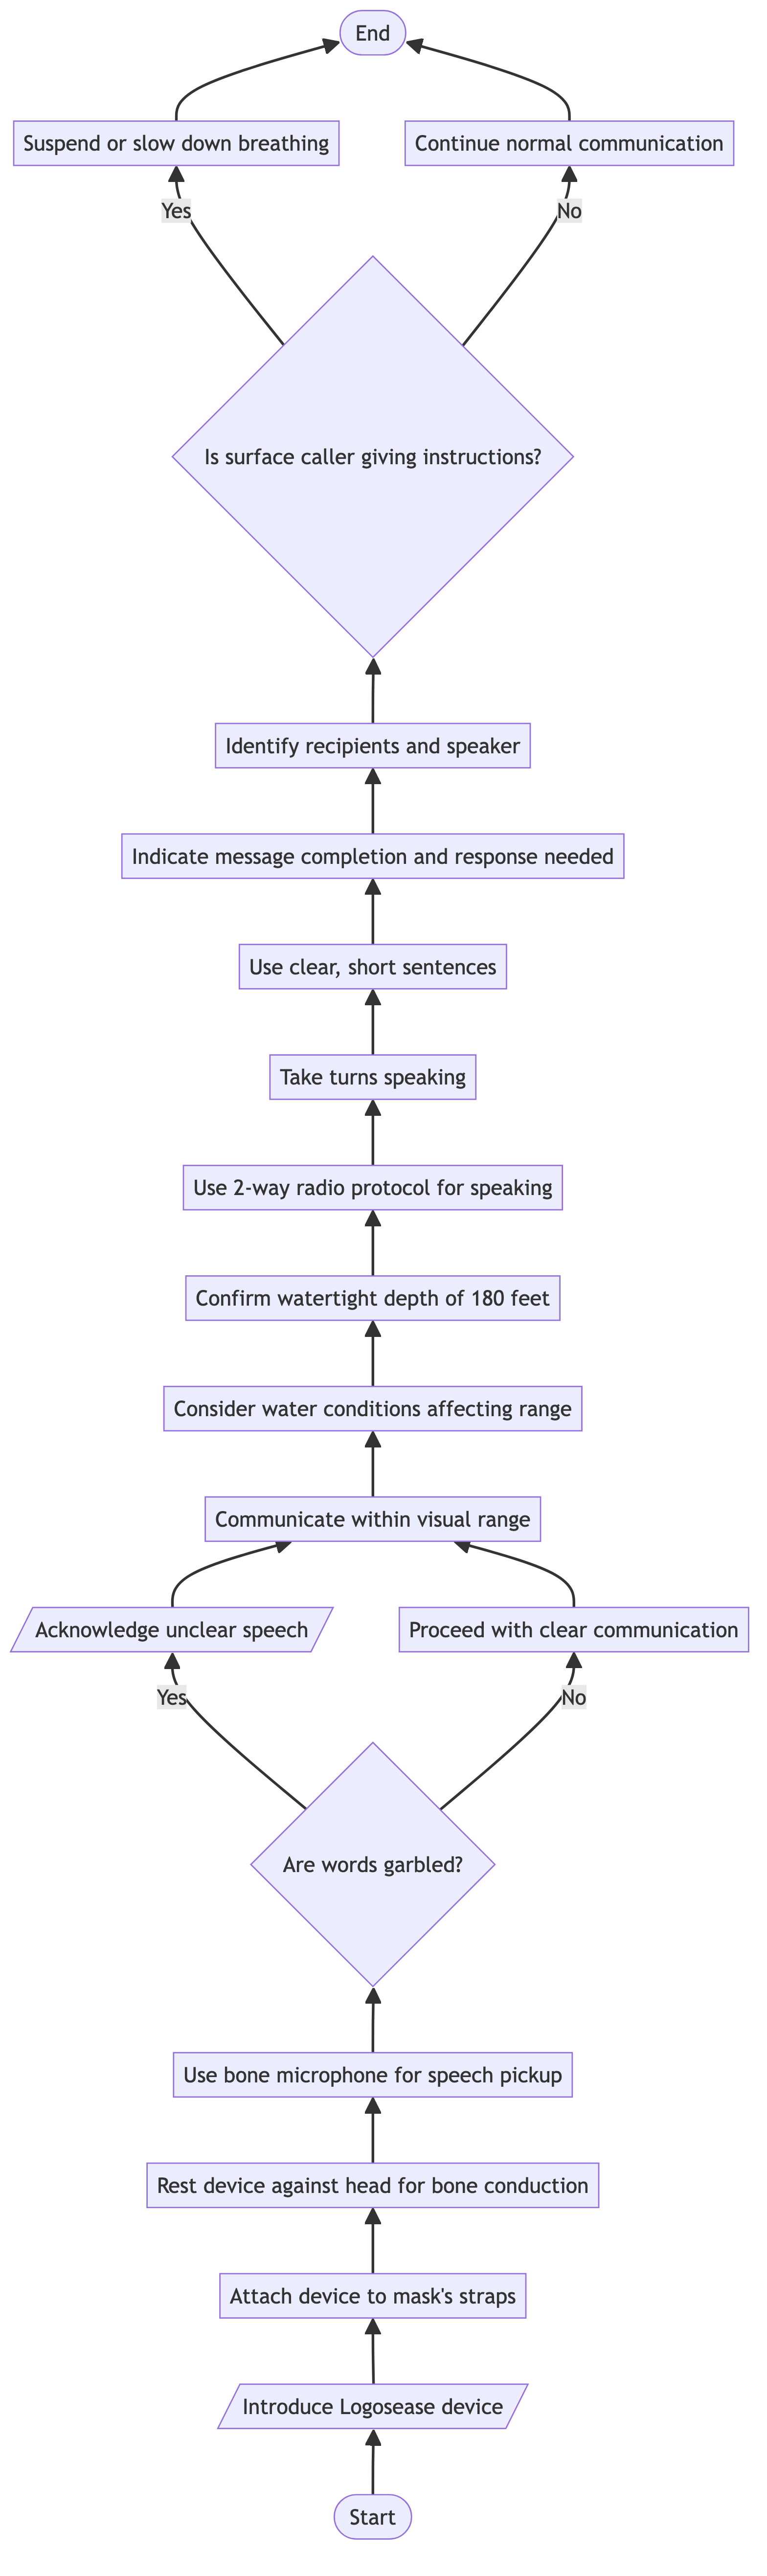 End
Suspend or slow down breathing
Continue normal communication
Yes
No
Is surface caller giving instructions?
Identify recipients and speaker
Indicate message completion and response needed
Use clear, short sentences
Take turns speaking
Use 2-way radio protocol for speaking
Confirm watertight depth of 180 feet
Consider water conditions affecting range
Communicate within visual range
Acknowledge unclear speech
Proceed with clear communication
Yes
No
Are words garbled?
Use bone microphone for speech pickup
Rest device against head for bone conduction
Attach device to mask's straps
Introduce Logosease device
Start